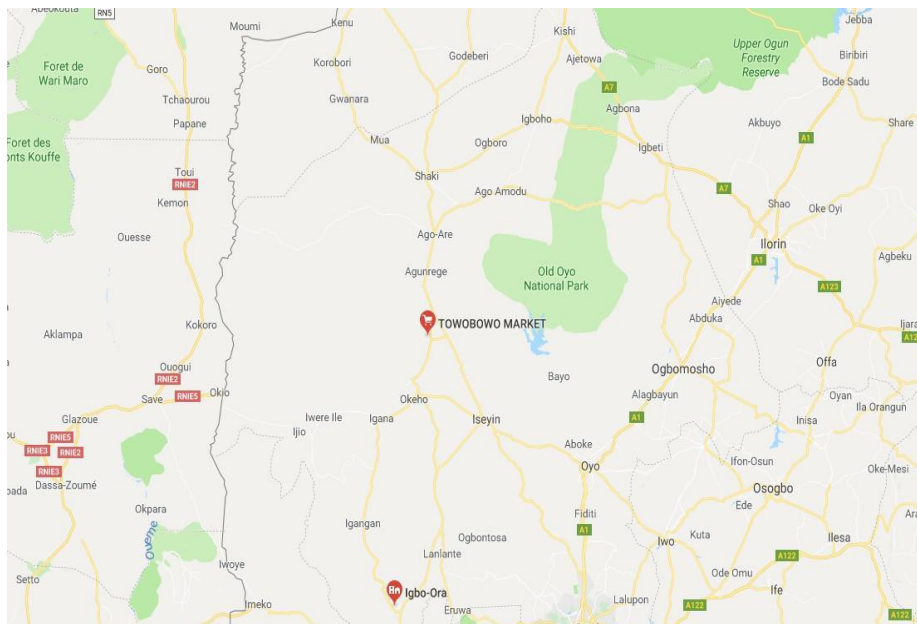 Abeokouta
RN5
Moumi
Kenu
Kishi
Jebba
Foret de
Wari Maro
Goro
Korobori
Godeberi
Ajetowa
Upper Ogun
Forestry
Reserve
Biribiri
Bode Sadu
Tchaourou
Gwanara
A7
Agbona
Papane
Igboho
Akbuyo
Share
Foret des
onts Kouffe
Mua
Ogboro
Igbeti
A1
Toui
RNIE2
Shaki
Ago Amodu
A7
Kemon
Shao
Oke Oyi
Ouesse
Ago-Are
Ilorin
A1
Agbeku
Agunrege
Old Oyo
National Park
A123
Aiyede
Kokoro
TOWOBOWO MARKET
Abduka
Ijara
Aklampa
A12
Ouogui
RNIE2
Bayo
Ogbomosho
Offa
Save
RNIE5
Okio
Okeho
Alagbayun
Oyan
Glazoue
Iwere Ile
Igana
Iseyin
A1
Ila Orangun
Inisa
ou
RNIE5
Ijio
RNIE3
RNIE2
Aboke
RNIE3
Oyo
Ifon-Osun
Oke-Mesi
pada
Dassa-Zoumé
Osogbo
Okpara
Ede
Igangan
Fiditi
Ara
Oueme
A1
Ogbontosa
Iwo
Kuta
Ilesa
Lanlante
A122
Iwoye
Setto
Ode Omu
Igbo-Ora
Ife
Imeko
Eruwa
Lalupon
A122
A122